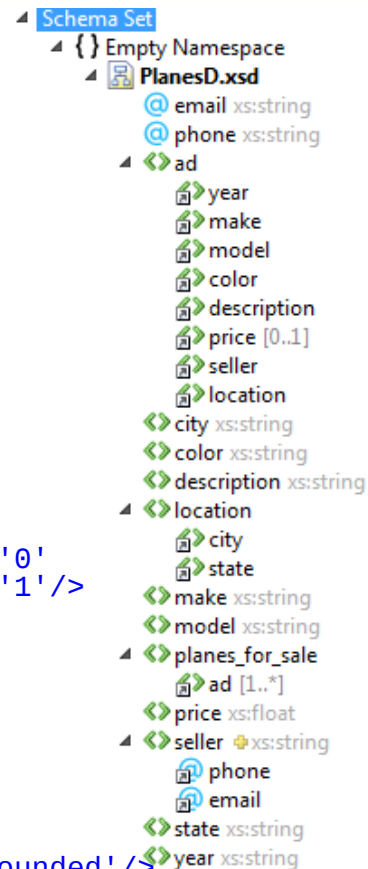 Schema Set
{ } Empty Namespace
PlanesD.xsd
@ email xs:string
@ phone xs:string
ad
year
make
model
color
description
price [0..1]
seller
location
city xs:string
color xs:string
description xs:string
location
'0' city
'1'/> state
make xs:string
model xs:string
planes_for_sale
ad [1..*]
price xs:float
seller xs:string
@ phone
@ email
state xs:string
ounded'/> year xs:string